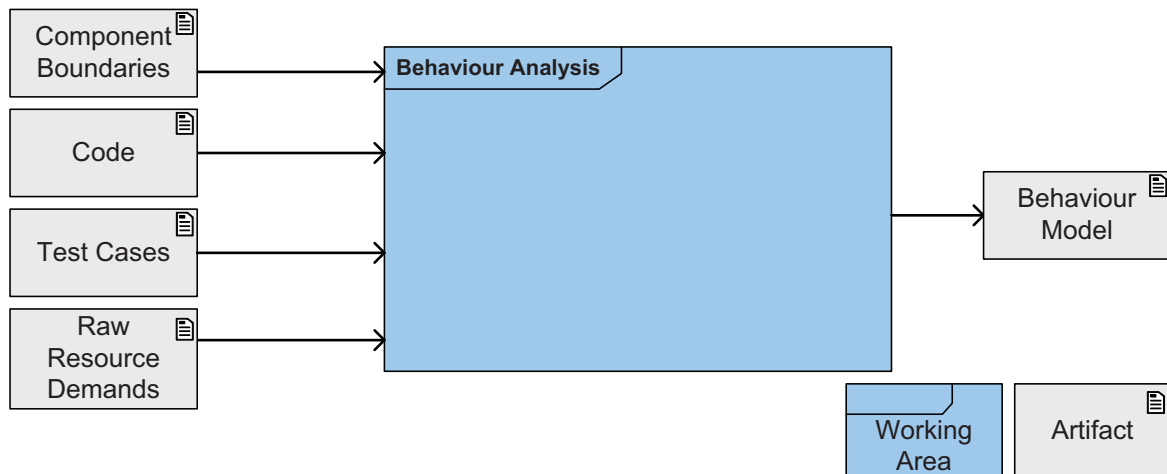 Component
Boundaries
Code
Test Cases
Raw
Resource
Demands
Behaviour Analysis
Behaviour
Model
Working
Area
Artifact